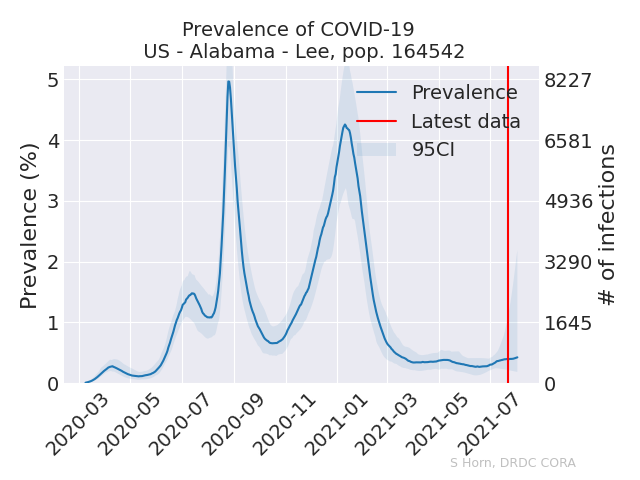 Prevalence of COVID-19
US - Alabama - Lee, pop. 164542
Prevalence (%)
5
4
3
2
1
0
8227
6581
4936
3290
1645
0
# of infections
Prevalence
Latest data
95CI
2020-03
2020-05
2020-07
2020-09
2020-11
2021-01
2021-03
2021-05
2021-07
S Horn, DRDC CORA